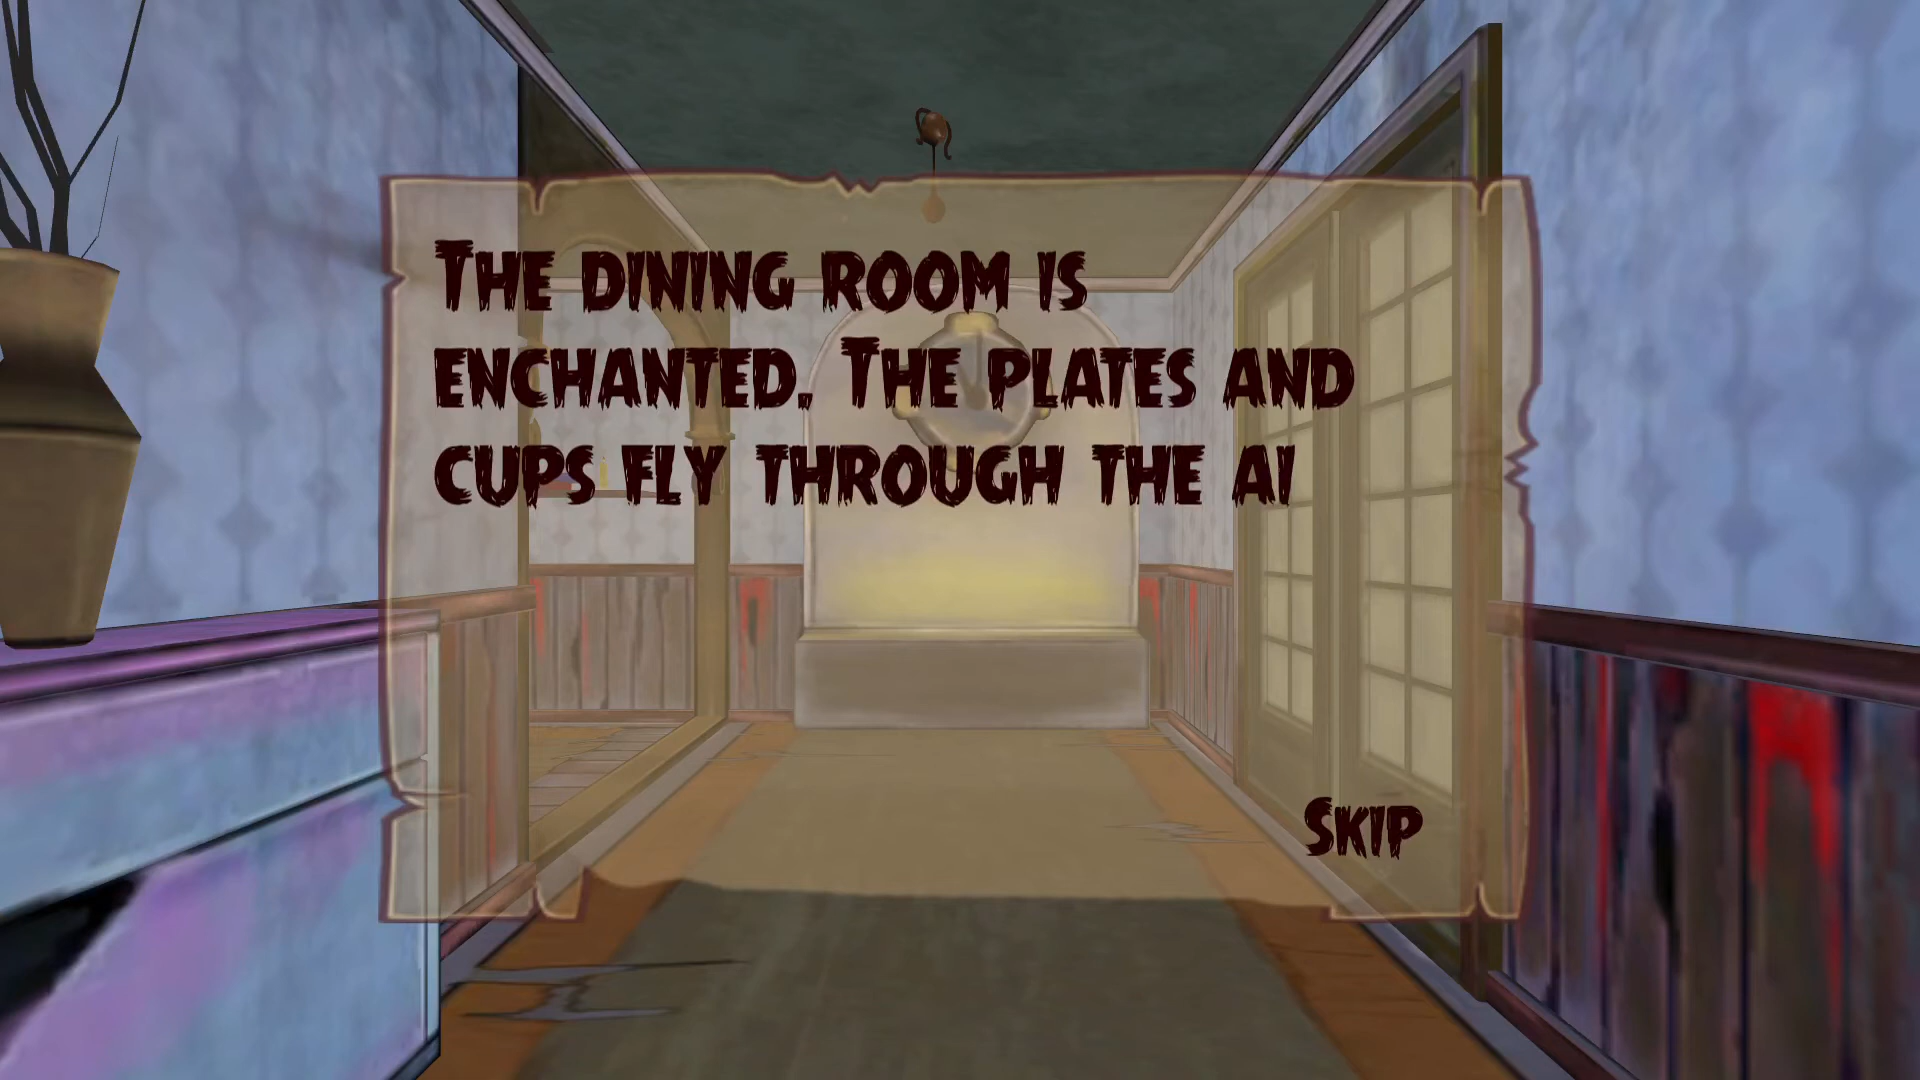 The dining room is
enchanted. The plates and
cups fly through the ai
Skip